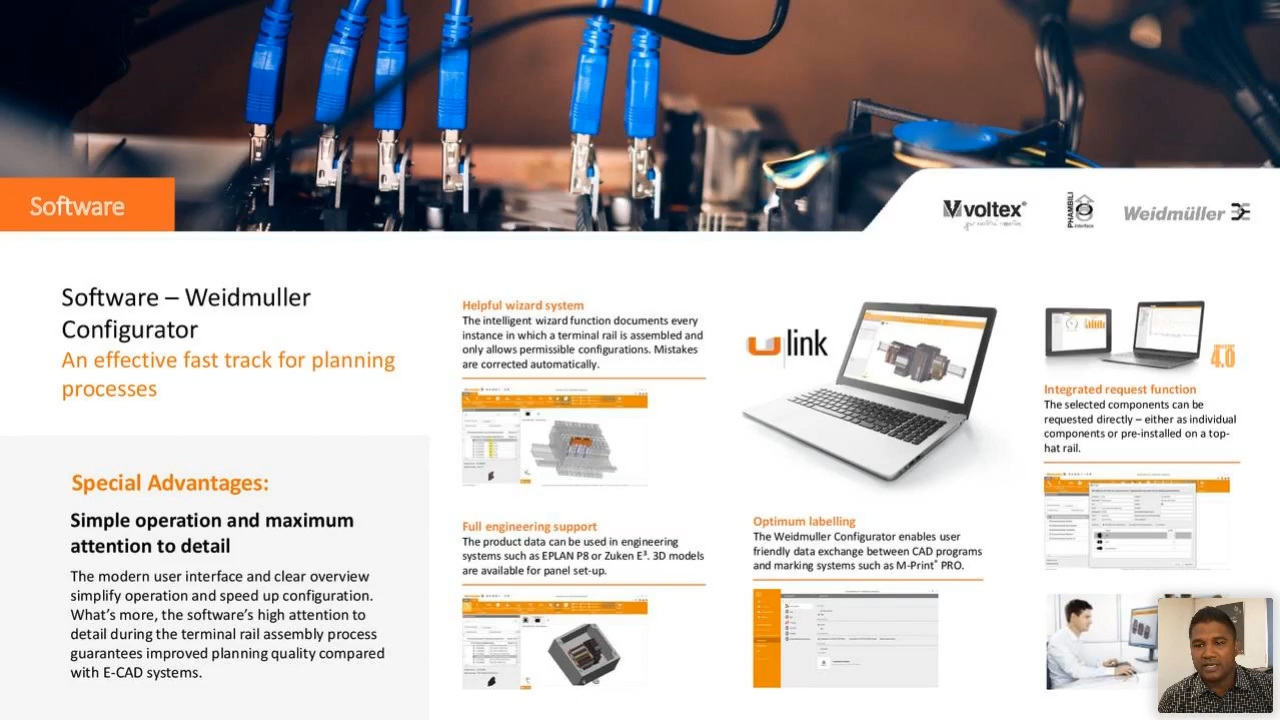 Software
voltex
PHAMBILI
Interface
Weidmüller
Software – Weidmuller
Configurator
An effective fast track for planning
processes
Special Advantages:
Simple operation and maximum
attention to detail
The modern user interface and clear overview
simplify operation and speed up configuration.
What's more, the software's high attention to
detail during the terminal rail assembly process
guarantees improved planning quality compared
with E-CAD systems.
Helpful wizard system
The intelligent wizard function documents every
instance in which a terminal rail is assembled and
only allows permissible configurations. Mistakes
are corrected automatically.
Full engineering support
The product data can be used in engineering
systems such as EPLAN P8 or Zuken E³. 3D models
are available for panel set-up.
u link
Optimum labelling
The Weidmuller Configurator enables user
friendly data exchange between CAD programs
and marking systems such as M-Print® PRO.
4.0
Integrated request function
The selected components can be
requested directly – either as individual
components or pre-installed on a top-
hat rail.